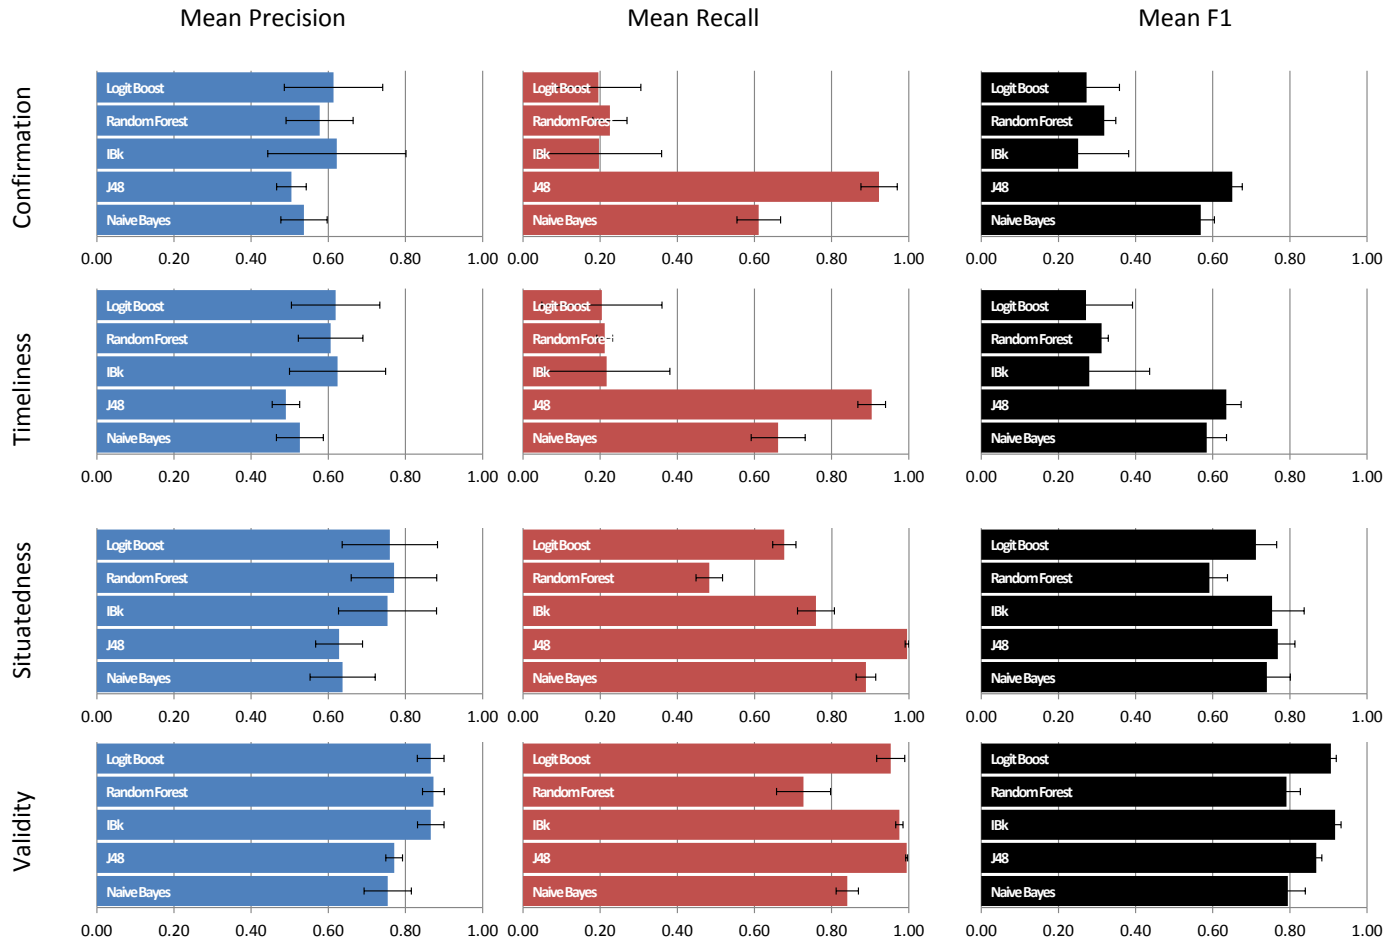 Mean Precision Mean Recall Mean F1
Confirmation
Logit Boost Logit Boost Logit Boost
Random Forest Random Forest Random Forest
IBk IBk IBk
J48 J48 J48
Naive Bayes Naive Bayes Naive Bayes
0.00 0.20 0.40 0.60 0.80 1.00 0.00 0.20 0.40 0.60 0.80 1.00 0.00 0.20 0.40 0.60 0.80 1.00
Timeliness
Logit Boost Logit Boost Logit Boost
Random Forest Random Forest Random Forest
IBk IBk IBk
J48 J48 J48
Naive Bayes Naive Bayes Naive Bayes
0.00 0.20 0.40 0.60 0.80 1.00 0.00 0.20 0.40 0.60 0.80 1.00 0.00 0.20 0.40 0.60 0.80 1.00
Situatedness
Logit Boost Logit Boost Logit Boost
Random Forest Random Forest Random Forest
IBk IBk IBk
J48 J48 J48
Naive Bayes Naive Bayes Naive Bayes
0.00 0.20 0.40 0.60 0.80 1.00 0.00 0.20 0.40 0.60 0.80 1.00 0.00 0.20 0.40 0.60 0.80 1.00
Validity
Logit Boost Logit Boost Logit Boost
Random Forest Random Forest Random Forest
IBk IBk IBk
J48 J48 J48
Naive Bayes Naive Bayes Naive Bayes
0.00 0.20 0.40 0.60 0.80 1.00 0.00 0.20 0.40 0.60 0.80 1.00 0.00 0.20 0.40 0.60 0.80 1.00